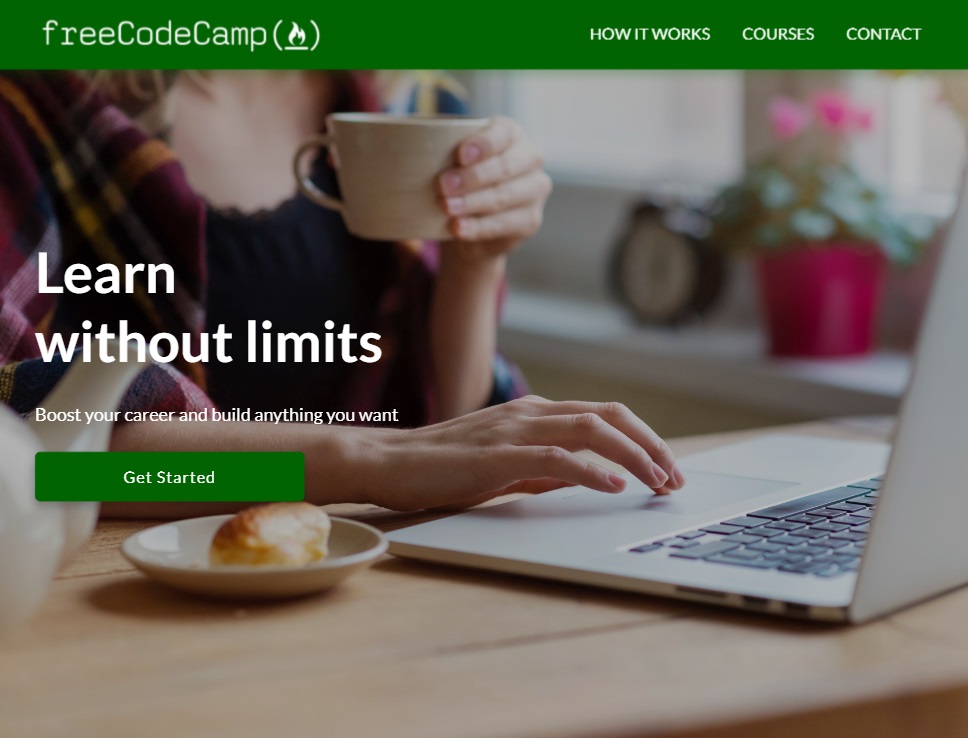 freeCodeCamp
HOW IT WORKS
COURSES
CONTACT
Learn
without limits
Boost your career and build anything you want
Get Started